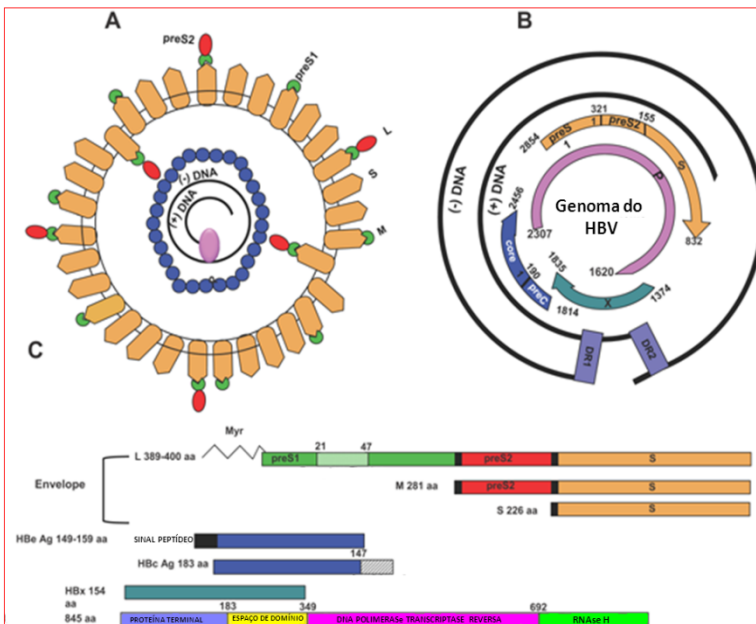 A
preS2
preS1
L
S
M
(-) DNA
(+) DNA
B
321
155
2854
preS
1
preS2
1
S
P
(-) DNA
(+) DNA
2456
Genoma do
HBV
832
2307
core
1835
1620
190
1
preC
1814
X
1374
DR1
DR2
C
Myr
21
47
L 389-400 aa
preS1
preS2
S
Envelope
M 281 aa
preS2
S
S 226 aa
S
HBe Ag 149-159 aa
SINAL PEPTÍDEO
147
HBc Ag 183 aa
HBx 154
aa
183
349
692
845 aa
PROTEÍNA TERMINAL
ESPAÇO DE DOMÍNIO
DNA POLIMERASe TRANSCRIPTASE REVERSA
RNAse H